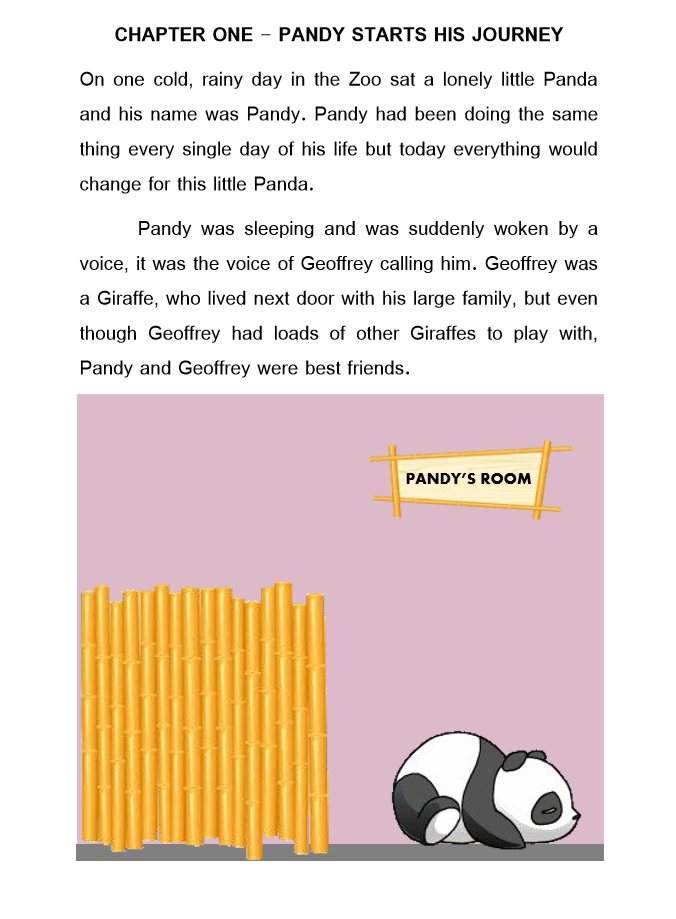 CHAPTER ONE – PANDY STARTS HIS JOURNEY
On one cold, rainy day in the Zoo sat a lonely little Panda
and his name was Pandy. Pandy had been doing the same
thing every single day of his life but today everything would
change for this little Panda.
Pandy was sleeping and was suddenly woken by a
voice, it was the voice of Geoffrey calling him. Geoffrey was
a Giraffe, who lived next door with his large family, but even
though Geoffrey had loads of other Giraffes to play with,
Pandy and Geoffrey were best friends.
PANDY'S ROOM